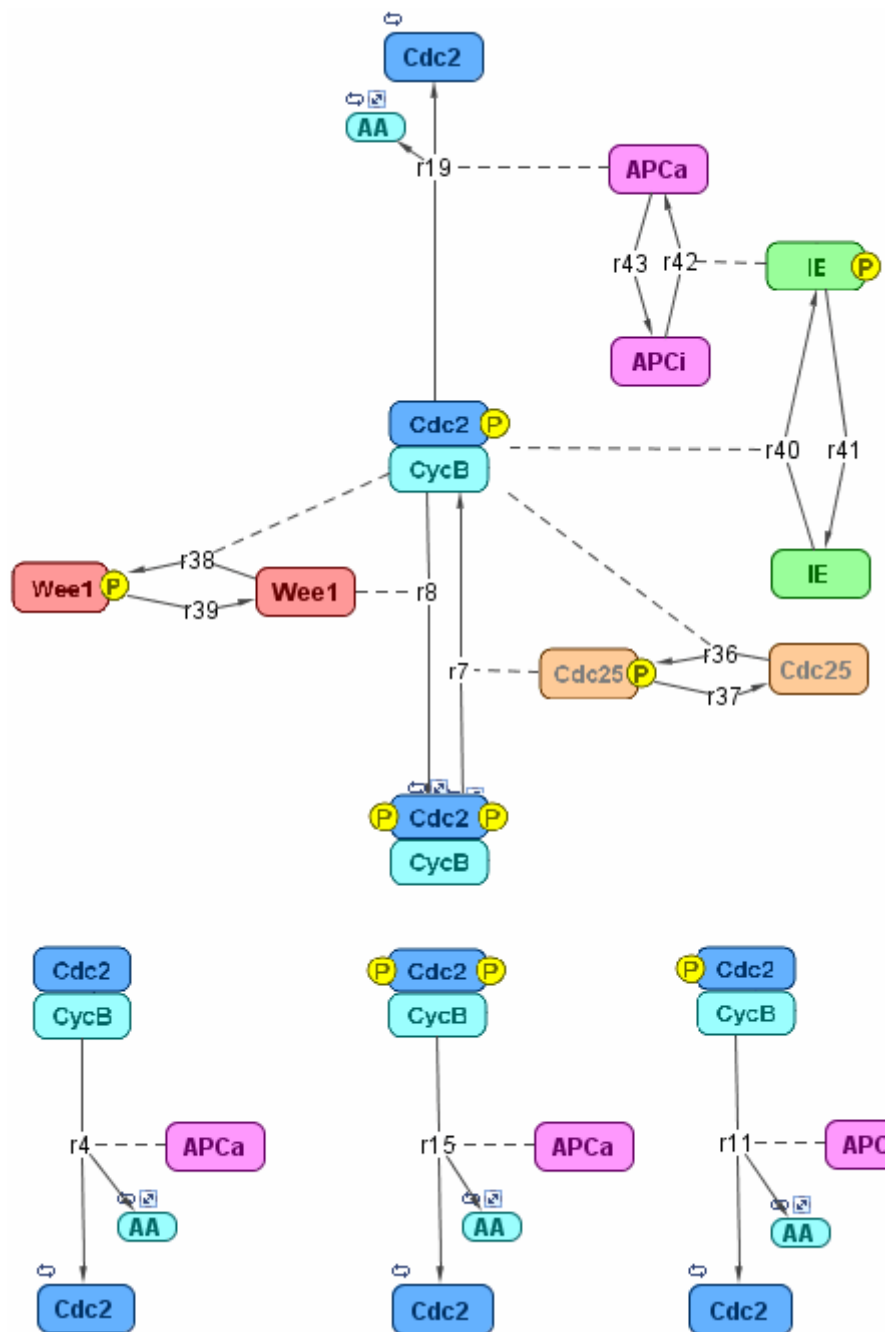 Cdc2
AA
r19
APCa
r43
r42
IE
P
APCi
Cdc2
P
CycB
r40
r41
r38
Wee1
P
r39
Wee1
r8
IE
r7
Cdc25
P
r36
r37
Cdc25
P
Cdc2
P
CycB
Cdc2
CycB
P
Cdc2
P
CycB
P
Cdc2
CycB
r4
APCa
r15
APCa
r11
APC
AA
AA
AA
Cdc2
Cdc2
Cdc2